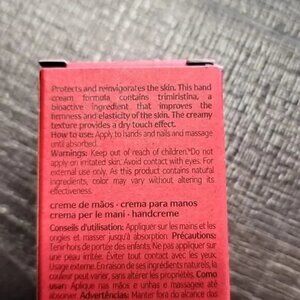 Protects and reinvigorates the skin. This hand
cream formula contains trimiristina, a
bioactive ingredient that improves the
firmness and elasticity of the skin. The creamy
texture provides a dry touch effect.
How to use: Apply to hands and nails and massage
until absorbed.
Warnings: Keep out of reach of children. Do not
apply on irritated skin. Avoid contact with eyes. For
external use only. As this product contains natural
ingredients, color may vary without altering its
effectiveness.
creme de mãos · crema para manos
crema per le mani · handcreme
Conseils d'utilisation: Appliquer sur les mains et les
ongles et masser jusqu'à absorption. Précautions:
Tenir hors de portée des enfants. Ne pas appliquer sur
une peau irritée. Éviter tout contact avec les yeux.
Usage externe. En raison de ses ingrédients naturels, la
couleur peut varier, sans altérer les propriétés. Como
usar: Aplique nas mãos e unhas e massageie até
absorver. Advertências: Manter fora do alcance das